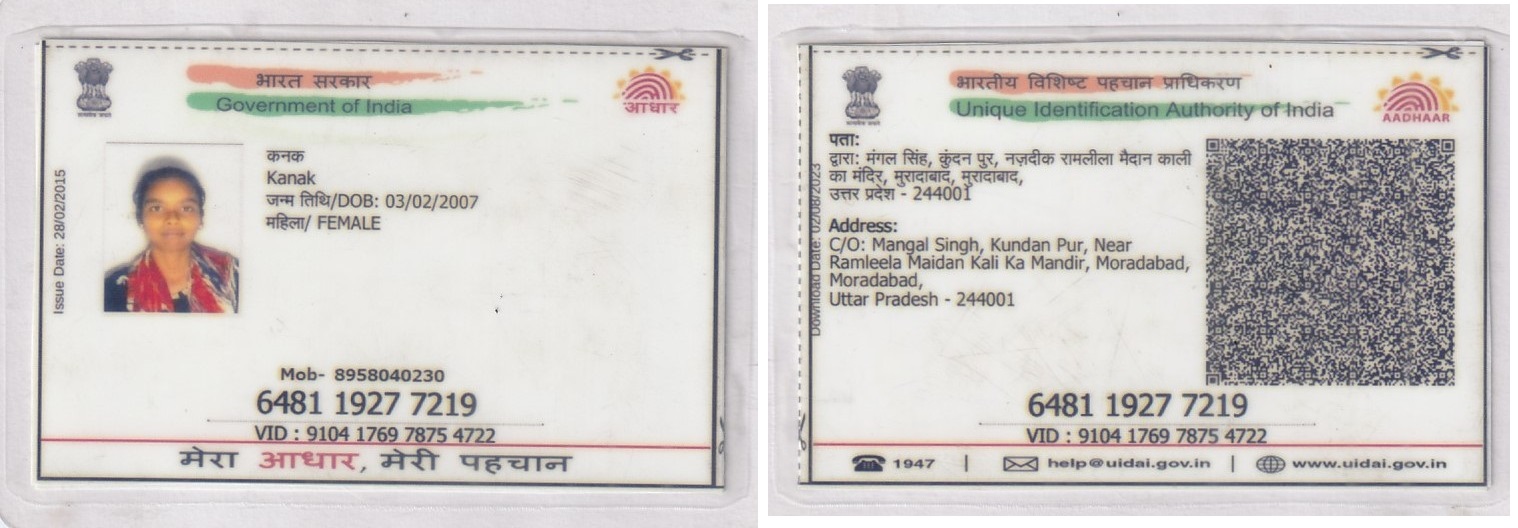 भारत सरकार
Government of India
आधार
Issue Date: 28/02/2015
कनक
Kanak
जन्म तिथि/DOB: 03/02/2007
महिला/ FEMALE
Mob- 8958040230
6481 1927 7219
VID : 9104 1769 7875 4722
मेरा आधार, मेरी पहचान
भारतीय विशिष्ट पहचान प्राधिकरण
Unique Identification Authority of India
AADHAAR
Download Date: 02/08/2023
पता:
द्वारा: मंगल सिंह, कुंदन पुर, नज़दीक रामलीला मैदान काली
का मंदिर, मुरादाबाद, मुरादाबाद,
उत्तर प्रदेश - 244001
Address:
C/O: Mangal Singh, Kundan Pur, Near
Ramleela Maidan Kali Ka Mandir, Moradabad,
Moradabad,
Uttar Pradesh - 244001
6481 1927 7219
VID : 9104 1769 7875 4722
1947 | help@uidai.gov.in | www.uidai.gov.in